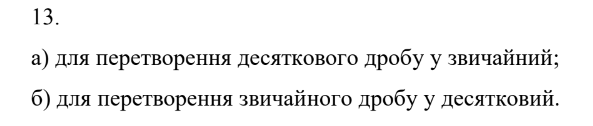 13.
а) для перетворення десяткового дробу у звичайний;
б) для перетворення звичайного дробу у десятковий.